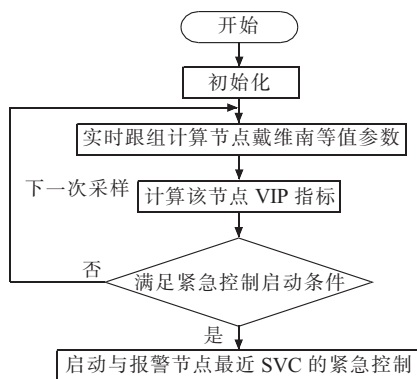 开始
初始化
实时跟组计算节点戴维南等值参数
下一次采样
计算该节点 VIP 指标
否
满足紧急控制启动条件
是
启动与报警节点最近 SVC 的紧急控制